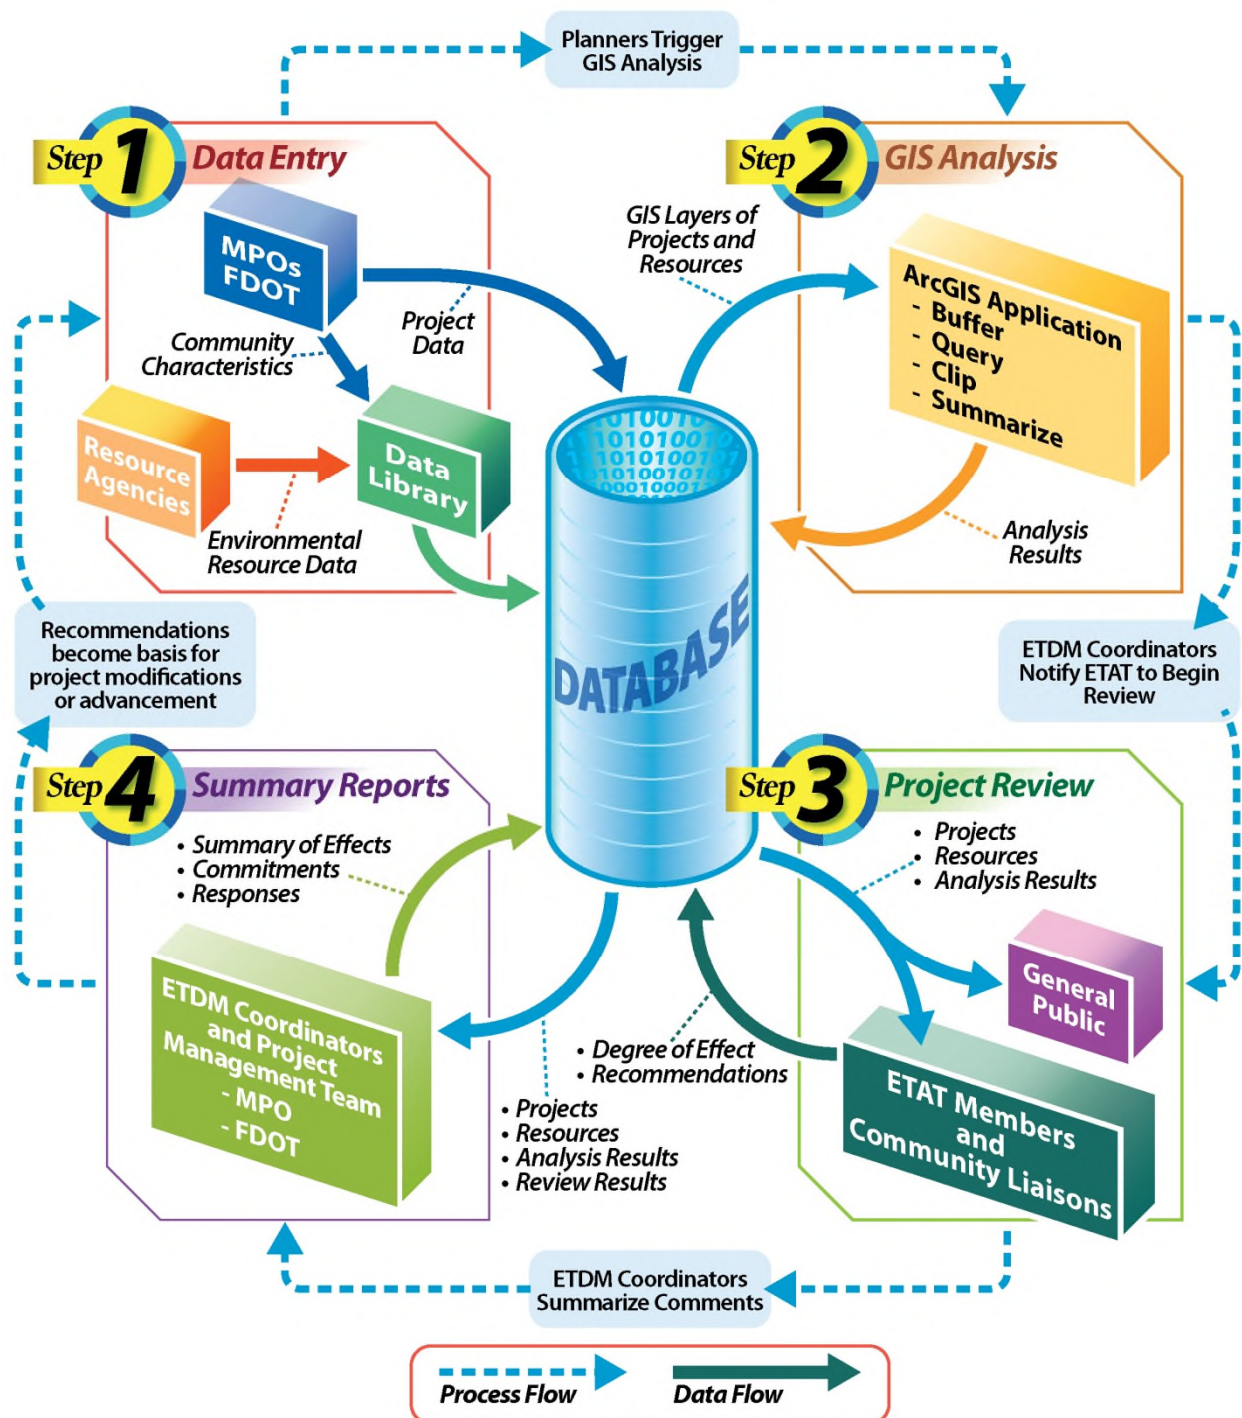 Planners Trigger
GIS Analysis
Step 1 Data Entry
MPOs
FDOT
Community
Characteristics
Project
Data
Resource
Agencies
Data
Library
Environmental
Resource Data
Step 2 GIS Analysis
GIS Layers of
Projects and
Resources
ArcGIS Application
- Buffer
- Query
- Clip
- Summarize
Analysis
Results
DATABASE
Recommendations
become basis for
project modifications
or advancement
ETDM Coordinators
Notify ETAT to Begin
Review
Step 4 Summary Reports
• Summary of Effects
• Commitments
• Responses
ETDM Coordinators
and Project
Management Team
- MPO
- FDOT
• Projects
• Resources
• Analysis Results
• Review Results
Step 3 Project Review
• Projects
• Resources
• Analysis Results
General
Public
• Degree of Effect
• Recommendations
ETAT Members
and
Community Liaisons
ETDM Coordinators
Summarize Comments
Process Flow
Data Flow